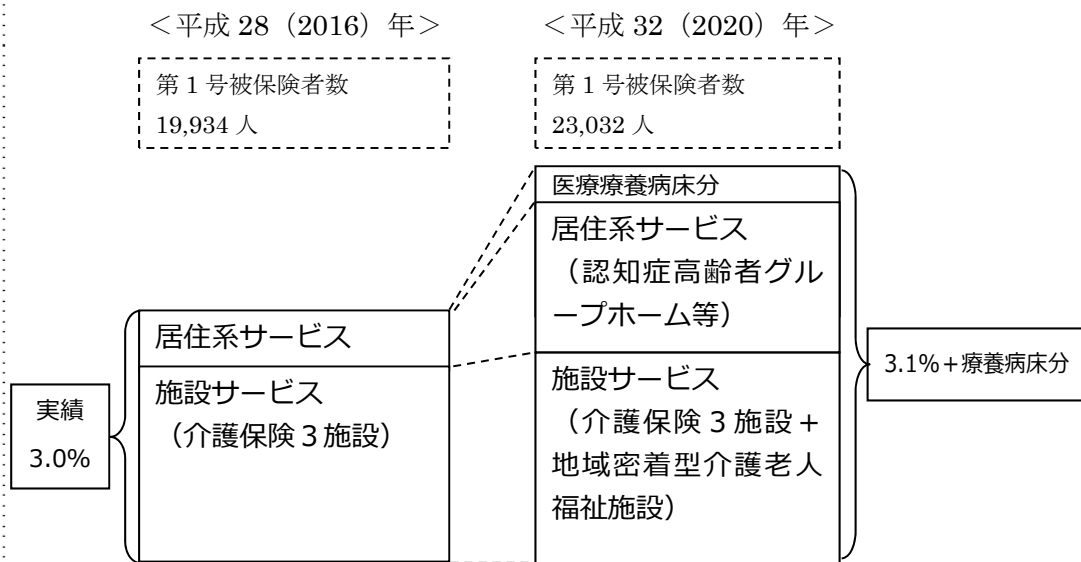 ＜平成 28（2016）年＞
＜平成 32（2020）年＞
第 1 号被保険者数
19,934 人
第 1 号被保険者数
23,032 人
医療療養病床分
居住系サービス
（認知症高齢者グル
ープホーム等）
居住系サービス
施設サービス
（介護保険３施設）
実績
3.0%
施設サービス
（介護保険３施設＋
地域密着型介護老人
福祉施設）
3.1%＋療養病床分